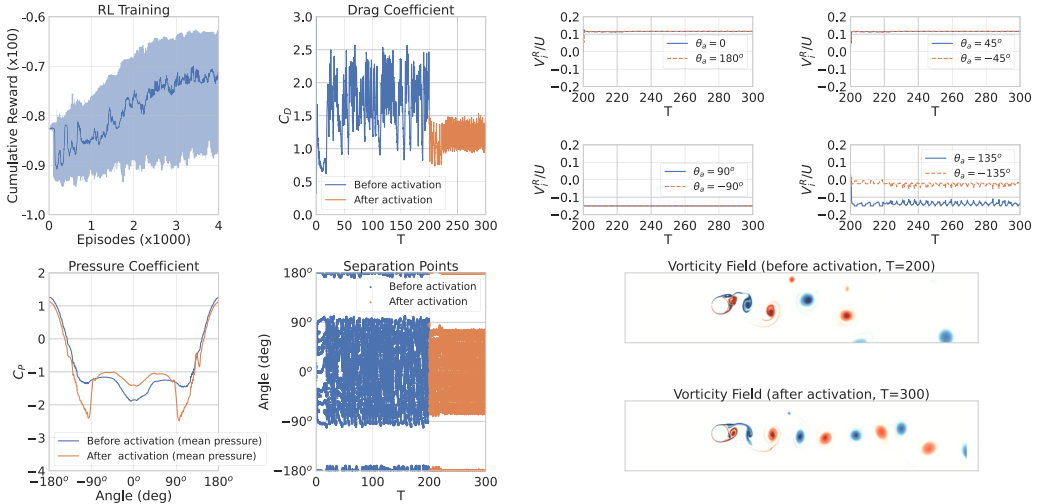 RL Training
−0.6
−0.7
−0.8
−0.9
−1.0
Cumulative Reward (x100)
0 1 2 3 4
Episodes (x1000)
Drag Coefficient
3.0
2.5
2.0
1.5
1.0
0.5
0.0
C_D
Before activation
After activation
0 50 100 150 200 250 300
T
0.2
0.1
0.0
−0.1
−0.2
V_i^R/U
θ_a = 0
θ_a = 180°
200 220 240 260 280 300
T
0.2
0.1
0.0
−0.1
−0.2
V_i^R/U
θ_a = 45°
θ_a = −45°
200 220 240 260 280 300
T
0.2
0.1
0.0
−0.1
−0.2
V_i^R/U
θ_a = 90°
θ_a = −90°
200 220 240 260 280 300
T
0.2
0.1
0.0
−0.1
−0.2
V_i^R/U
θ_a = 135°
θ_a = −135°
200 220 240 260 280 300
T
Pressure Coefficient
2
1
0
−1
−2
−3
−4
C_P
Before activation (mean pressure)
After activation (mean pressure)
−180° −90° 0° 90° 180°
Angle (deg)
Separation Points
180°
90°
0°
−90°
−180°
Angle (deg)
Before activation
After activation
0 50 100 150 200 250 300
T
Vorticity Field (before activation, T=200)
Vorticity Field (after activation, T=300)